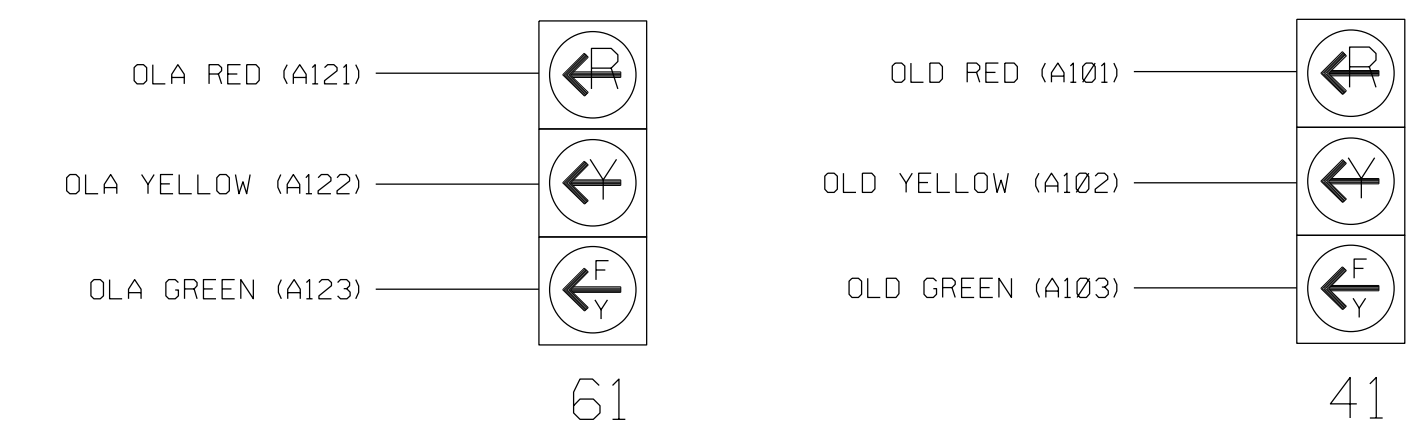 OLA RED (A121)
R
OLA YELLOW (A122)
Y
OLA GREEN (A123)
F
Y
61
OLD RED (A1Ø1)
R
OLD YELLOW (A1Ø2)
Y
OLD GREEN (A1Ø3)
F
Y
41